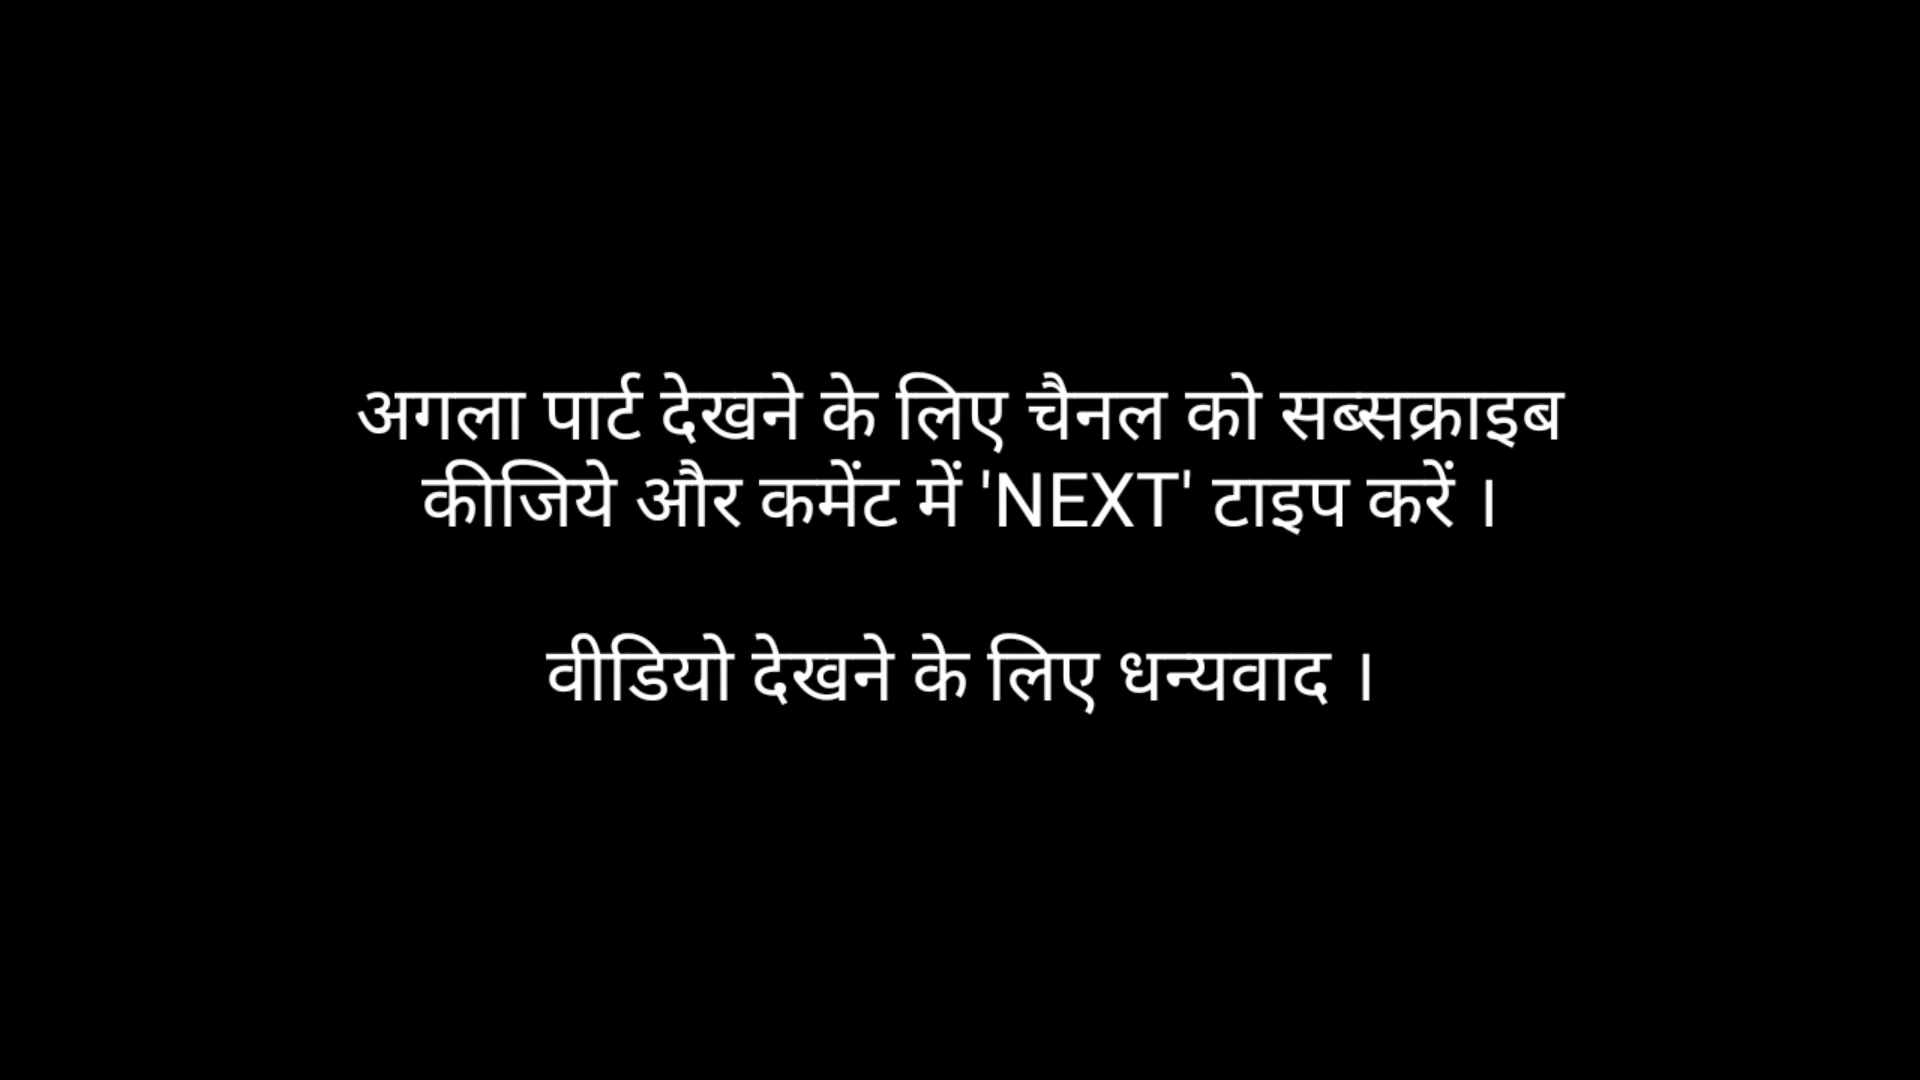 अगला पार्ट देखने के लिए चैनल को सब्सक्राइब
कीजिये और कमेंट में 'NEXT' टाइप करें ।
वीडियो देखने के लिए धन्यवाद ।